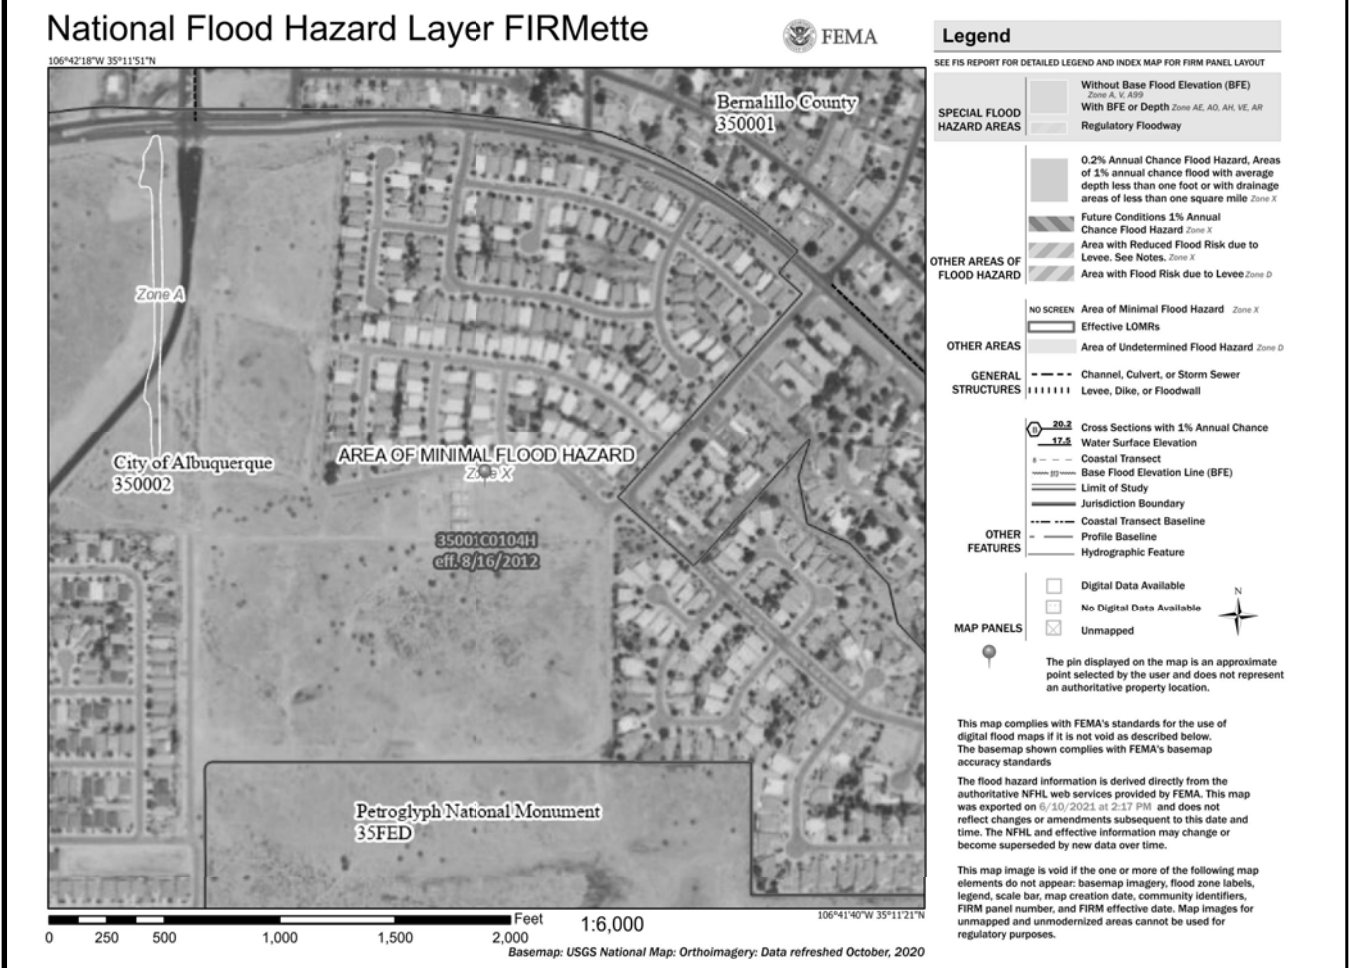 National Flood Hazard Layer FIRMette
FEMA
106°42'18"W 35°11'51"N
Bernalillo County
350001
Zone A
City of Albuquerque
350002
AREA OF MINIMAL FLOOD HAZARD
Zone X
35001C0104H
eff. 8/16/2012
Petroglyph National Monument
35FED
106°41'40"W 35°11'21"N
0 250 500 1,000 1,500 2,000
Feet
1:6,000
Basemap: USGS National Map: Orthoimagery: Data refreshed October, 2020
Legend
SEE FIS REPORT FOR DETAILED LEGEND AND INDEX MAP FOR FIRM PANEL LAYOUT
SPECIAL FLOOD
HAZARD AREAS
Without Base Flood Elevation (BFE)
Zone A, V, A99
With BFE or Depth Zone AE, AO, AH, VE, AR
Regulatory Floodway
OTHER AREAS OF
FLOOD HAZARD
0.2% Annual Chance Flood Hazard, Areas
of 1% annual chance flood with average
depth less than one foot or with drainage
areas of less than one square mile Zone X
Future Conditions 1% Annual
Chance Flood Hazard Zone X
Area with Reduced Flood Risk due to
Levee. See Notes. Zone X
Area with Flood Risk due to Levee Zone D
OTHER AREAS
NO SCREEN Area of Minimal Flood Hazard Zone X
Effective LOMRs
Area of Undetermined Flood Hazard Zone D
GENERAL
STRUCTURES
Channel, Culvert, or Storm Sewer
Levee, Dike, or Floodwall
OTHER
FEATURES
20.2 Cross Sections with 1% Annual Chance
17.5 Water Surface Elevation
Coastal Transect
Base Flood Elevation Line (BFE)
Limit of Study
Jurisdiction Boundary
Coastal Transect Baseline
Profile Baseline
Hydrographic Feature
MAP PANELS
Digital Data Available
No Digital Data Available
Unmapped
N
The pin displayed on the map is an approximate
point selected by the user and does not represent
an authoritative property location.
This map complies with FEMA's standards for the use of
digital flood maps if it is not void as described below.
The basemap shown complies with FEMA's basemap
accuracy standards
The flood hazard information is derived directly from the
authoritative NFHL web services provided by FEMA. This map
was exported on 6/10/2021 at 2:17 PM and does not
reflect changes or amendments subsequent to this date and
time. The NFHL and effective information may change or
become superseded by new data over time.
This map image is void if the one or more of the following map
elements do not appear: basemap imagery, flood zone labels,
legend, scale bar, map creation date, community identifiers,
FIRM panel number, and FIRM effective date. Map images for
unmapped and unmodernized areas cannot be used for
regulatory purposes.